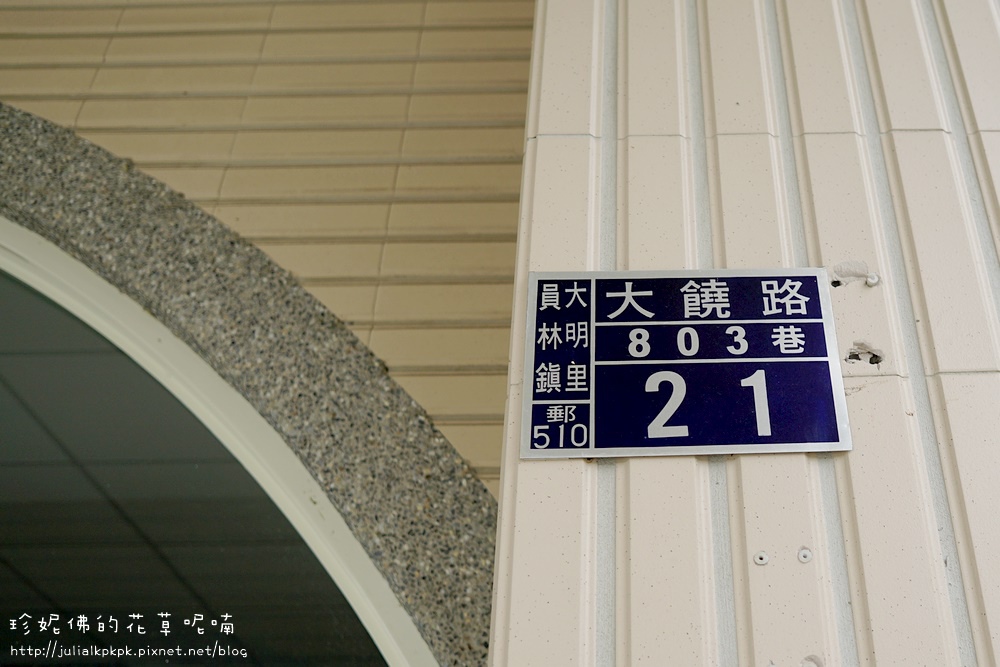 大饒路
803巷
21
員林鎮
大明里
郵
510
珍妮佛的花草呢喃
http://julialkpkpk.pixnet.net/blog